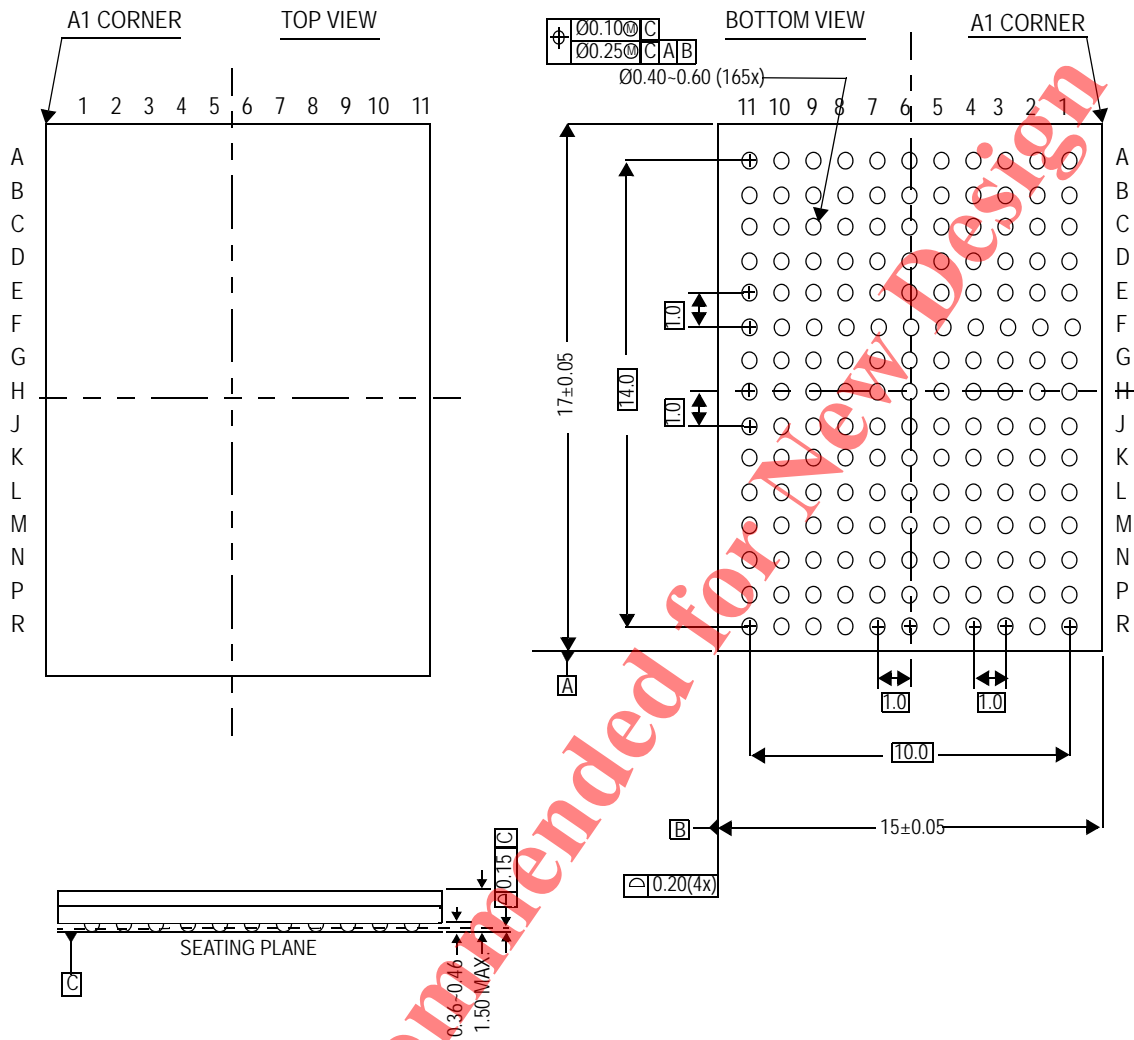 A1 CORNER
TOP VIEW
1 2 3 4 5 6 7 8 9 10 11
A
B
C
D
E
F
G
H
J
K
L
M
N
P
R
Ø0.10Ⓜ C
Ø0.25Ⓜ C A B
Ø0.40~0.60 (165x)
BOTTOM VIEW
A1 CORNER
11 10 9 8 7 6 5 4 3 2 1
A
B
C
D
E
F
G
H
J
K
L
M
N
P
R
17±0.05
14.0
1.0
1.0
A
1.0
1.0
10.0
B
15±0.05
0.20(4x)
0.15 C
SEATING PLANE
C
0.36~0.46
1.50 MAX.
ommended for New Design